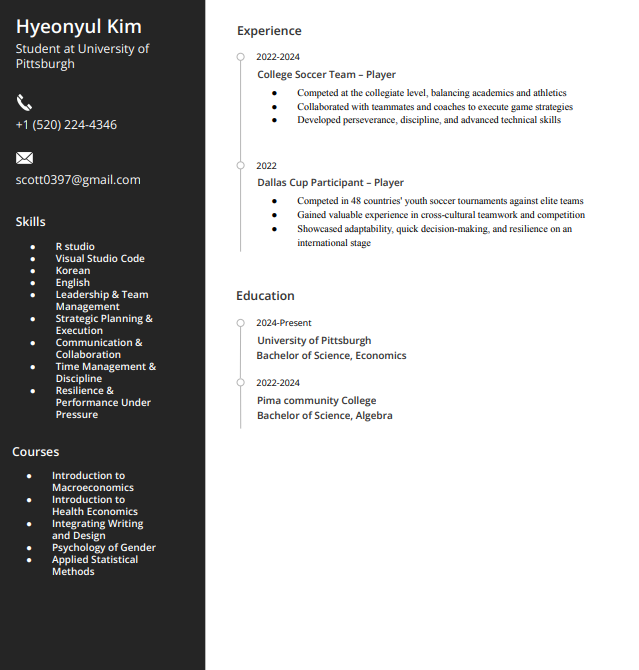 Hyeonyul Kim
Student at University of
Pittsburgh
+1 (520) 224-4346
scott0397@gmail.com
Skills
● R studio
● Visual Studio Code
● Korean
● English
● Leadership & Team
Management
● Strategic Planning &
Execution
● Communication &
Collaboration
● Time Management &
Discipline
● Resilience &
Performance Under
Pressure
Courses
● Introduction to
Macroeconomics
● Introduction to
Health Economics
● Integrating Writing
and Design
● Psychology of Gender
● Applied Statistical
Methods
Experience
2022-2024
College Soccer Team – Player
● Competed at the collegiate level, balancing academics and athletics
● Collaborated with teammates and coaches to execute game strategies
● Developed perseverance, discipline, and advanced technical skills
2022
Dallas Cup Participant – Player
● Competed in 48 countries' youth soccer tournaments against elite teams
● Gained valuable experience in cross-cultural teamwork and competition
● Showcased adaptability, quick decision-making, and resilience on an
international stage
Education
2024-Present
University of Pittsburgh
Bachelor of Science, Economics
2022-2024
Pima community College
Bachelor of Science, Algebra